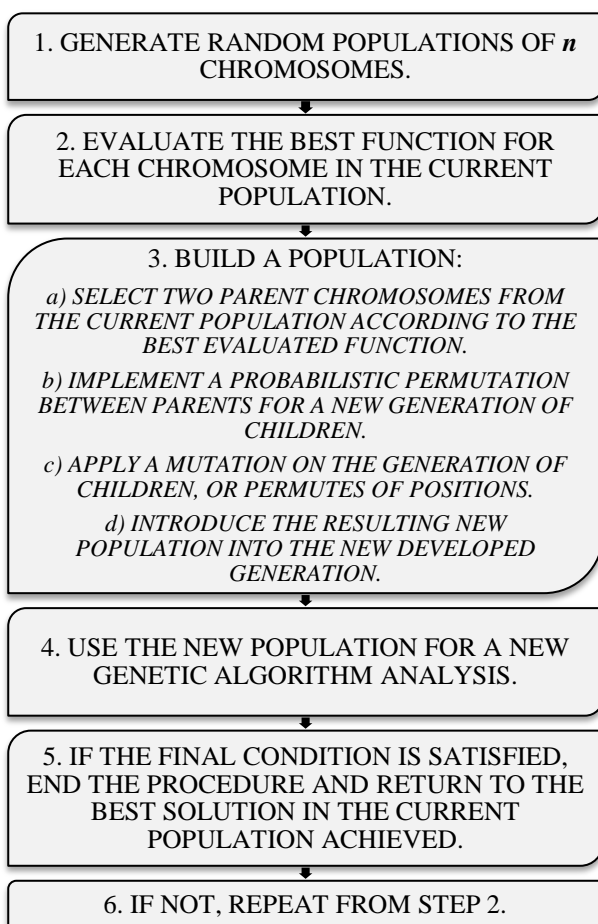 1. GENERATE RANDOM POPULATIONS OF n
CHROMOSOMES.
2. EVALUATE THE BEST FUNCTION FOR
EACH CHROMOSOME IN THE CURRENT
POPULATION.
3. BUILD A POPULATION:
a) SELECT TWO PARENT CHROMOSOMES FROM
THE CURRENT POPULATION ACCORDING TO THE
BEST EVALUATED FUNCTION.
b) IMPLEMENT A PROBABILISTIC PERMUTATION
BETWEEN PARENTS FOR A NEW GENERATION OF
CHILDREN.
c) APPLY A MUTATION ON THE GENERATION OF
CHILDREN, OR PERMUTES OF POSITIONS.
d) INTRODUCE THE RESULTING NEW
POPULATION INTO THE NEW DEVELOPED
GENERATION.
4. USE THE NEW POPULATION FOR A NEW
GENETIC ALGORITHM ANALYSIS.
5. IF THE FINAL CONDITION IS SATISFIED,
END THE PROCEDURE AND RETURN TO THE
BEST SOLUTION IN THE CURRENT
POPULATION ACHIEVED.
6. IF NOT, REPEAT FROM STEP 2.